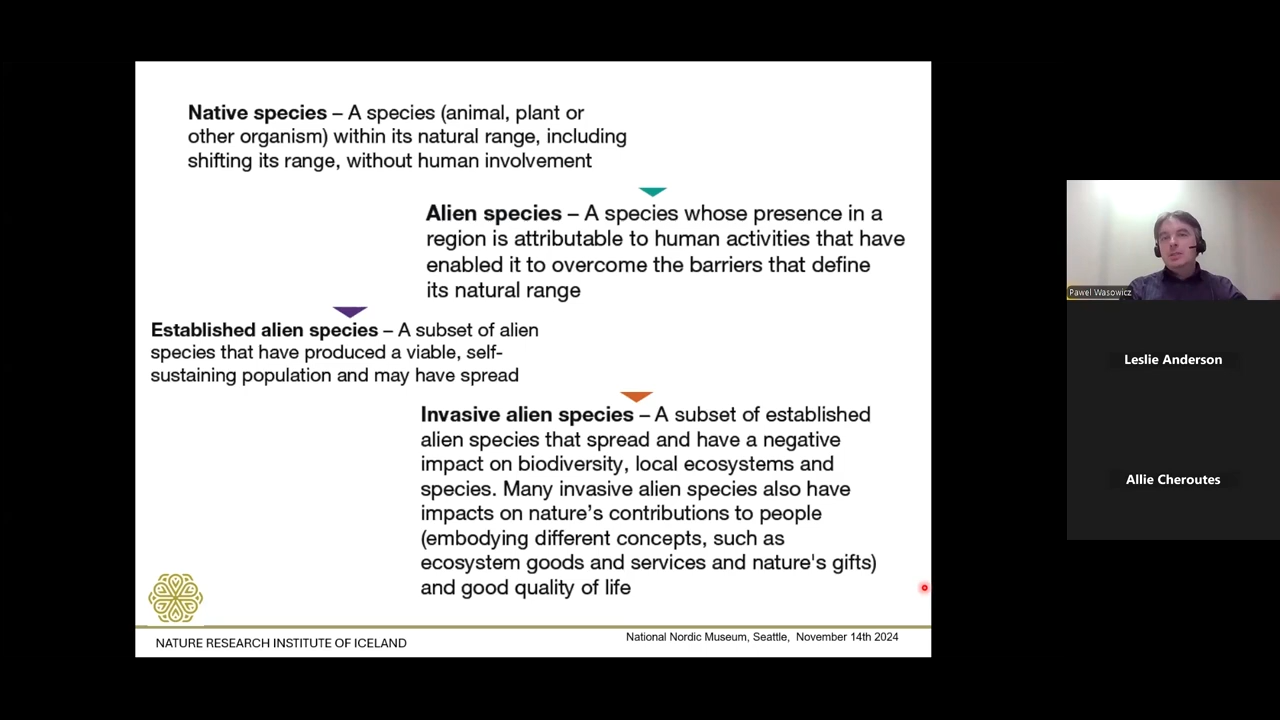 Native species – A species (animal, plant or
other organism) within its natural range, including
shifting its range, without human involvement
Alien species – A species whose presence in a
region is attributable to human activities that have
enabled it to overcome the barriers that define
its natural range
Established alien species – A subset of alien
species that have produced a viable, self-
sustaining population and may have spread
Invasive alien species – A subset of established
alien species that spread and have a negative
impact on biodiversity, local ecosystems and
species. Many invasive alien species also have
impacts on nature’s contributions to people
(embodying different concepts, such as
ecosystem goods and services and nature's gifts)
and good quality of life
NATURE RESEARCH INSTITUTE OF ICELAND
National Nordic Museum, Seattle, November 14th 2024
Pawel Wasowicz
Leslie Anderson
Allie Cheroutes